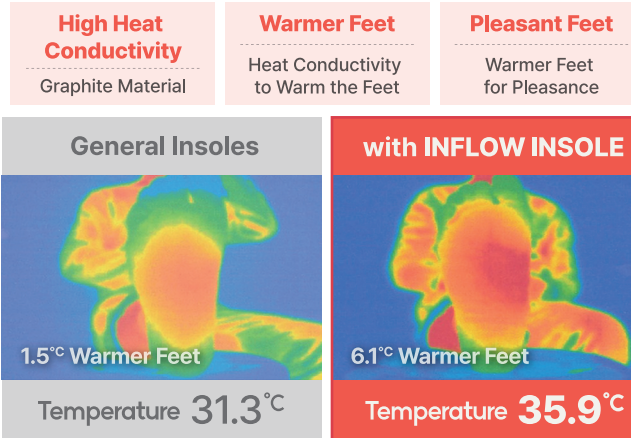 High Heat
Conductivity
Graphite Material
Warmer Feet
Heat Conductivity
to Warm the Feet
Pleasant Feet
Warmer Feet
for Pleasance
General Insoles
1.5°C Warmer Feet
Temperature 31.3°C
with INFLOW INSOLE
6.1°C Warmer Feet
Temperature 35.9°C